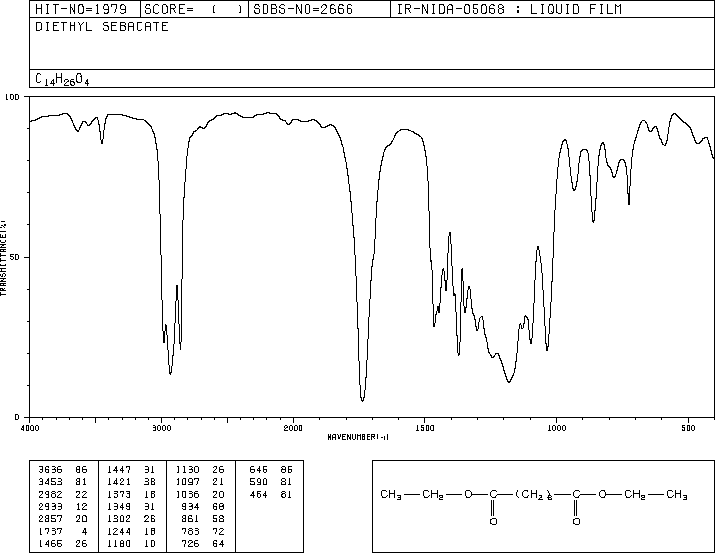 HIT-NO=1979 SCORE= ( ) SDBS-NO=2666 IR-NIDA-05068 : LIQUID FILM
DIETHYL SEBACATE
C14H26O4
100
50
0
TRANSMITTANCE(%)
4000 3000 2000 1500 1000 500
WAVENUMBER(-1)
3636 86 1447 31 1130 26 646 86
3453 81 1421 38 1097 21 590 81
2982 22 1373 18 1036 20 464 81
2933 12 1349 31 934 68
2857 20 1302 26 861 58
1737 4 1244 18 783 72
1466 26 1180 10 726 64
CH3—CH2—O—C—(CH2)8—C—O—CH2—CH3
O O